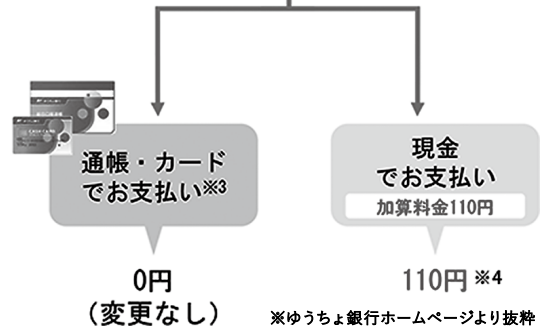 通帳・カード
でお支払い※3
現金
でお支払い
加算料金110円
0円
（変更なし）
110円 ※4
※ゆうちょ銀行ホームページより抜粋